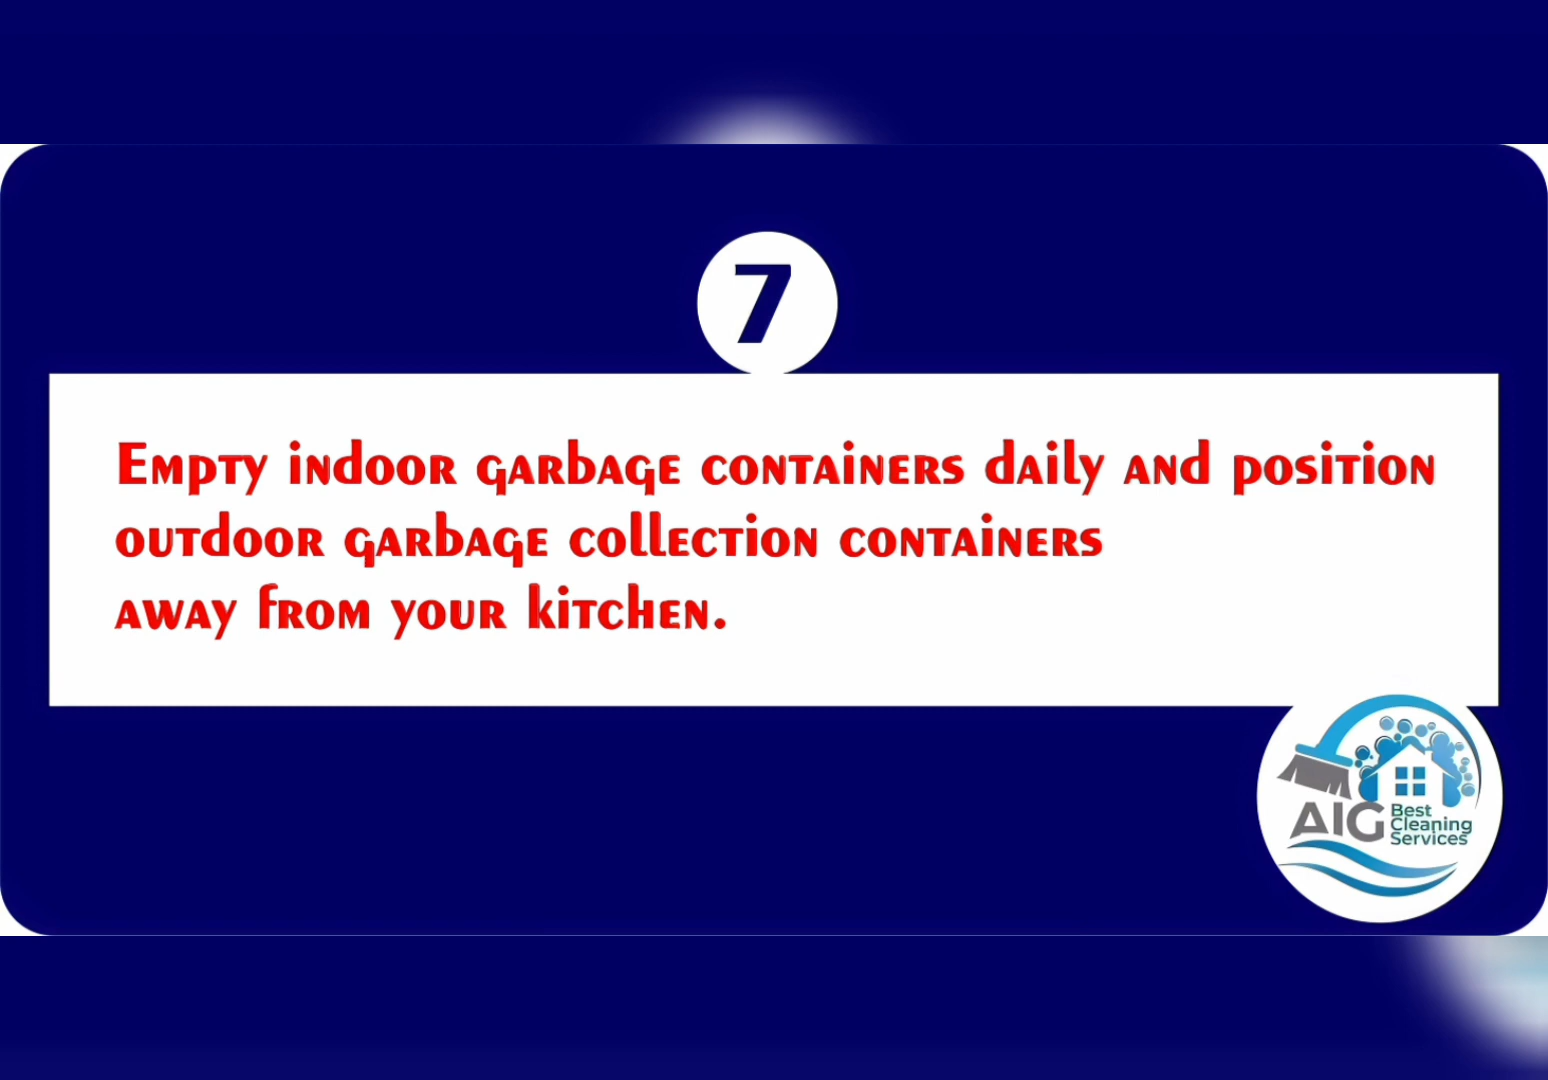 7
Empty indoor garbage containers daily and position
outdoor garbage collection containers
away from your kitchen.
AIG Best
Cleaning
Services